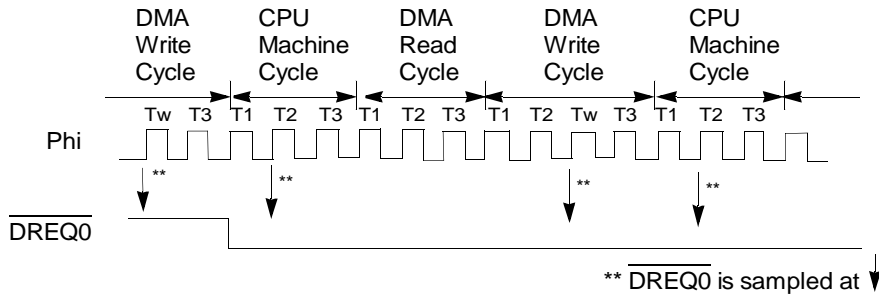 DMA CPU DMA DMA CPU
Write Machine Read Write Machine
Cycle Cycle Cycle Cycle Cycle
Tw T3 T1 T2 T3 T1 T2 T3 T1 T2 Tw T3 T1 T2 T3
Phi
** ** ** **
DREQ0
** DREQ0 is sampled at